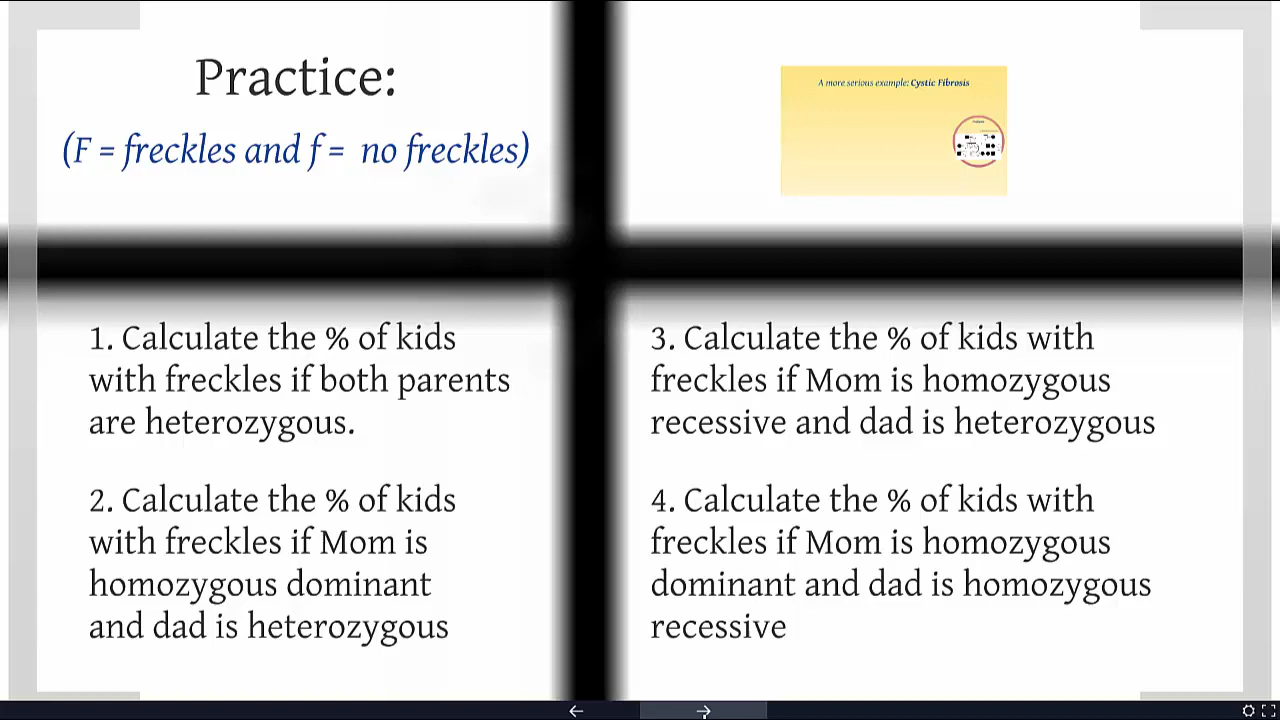 Practice:
(F = freckles and f = no freckles)
A more serious example: Cystic Fibrosis
1. Calculate the % of kids
with freckles if both parents
are heterozygous.
2. Calculate the % of kids
with freckles if Mom is
homozygous dominant
and dad is heterozygous
3. Calculate the % of kids with
freckles if Mom is homozygous
recessive and dad is heterozygous
4. Calculate the % of kids with
freckles if Mom is homozygous
dominant and dad is homozygous
recessive